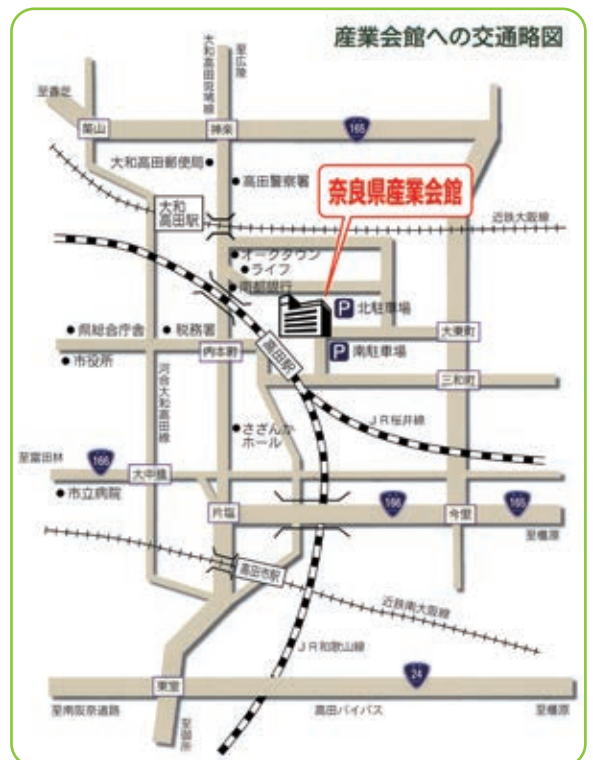 産業会館への交通略図
大和高田斑鳩線
至広陵
至香芝
築山
神楽
165
大和高田郵便局
高田警察署
奈良県産業会館
大和
高田駅
近鉄大阪線
オークタウン
ライフ
南都銀行
P
北駐車場
県総合庁舎
税務署
内本町
高田駅
P
南駐車場
大東町
市役所
三和町
河合大和高田線
JR桜井線
さざんか
ホール
至富田林
166
大中橋
市立病院
片塩
166
今里
165
至橿原
高田市駅
近鉄南大阪線
JR和歌山線
東室
24
至南阪奈道路
至御所
高田バイパス
至橿原